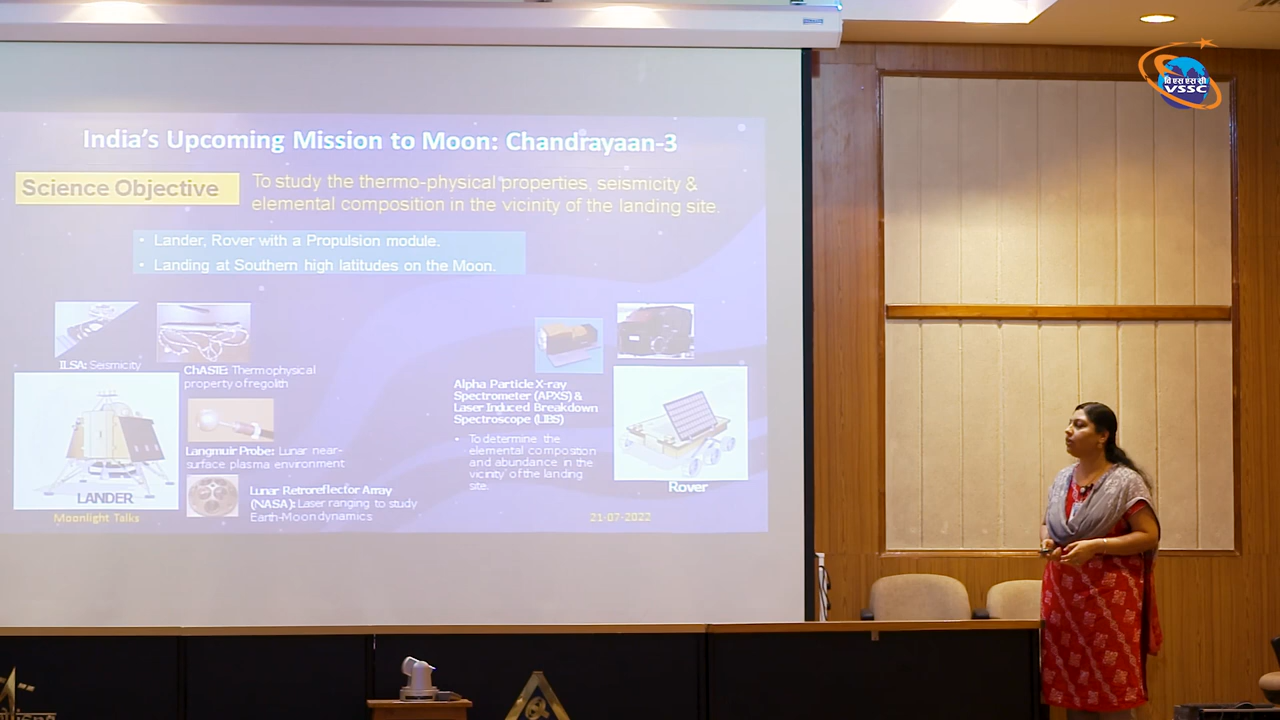 वि एस एस सी
VSSC
India's Upcoming Mission to Moon: Chandrayaan-3
Science Objective
To study the thermo-physical properties, seismicity &
elemental composition in the vicinity of the landing site.
• Lander, Rover with a Propulsion module.
• Landing at Southern high latitudes on the Moon.
ILSA: Seismicity
ChASTE: Thermophysical
property of regolith
LANDER
Langmuir Probe: Lunar near-
surface plasma environment
Lunar Retroreflector Array
(NASA): Laser ranging to study
Earth-Moon dynamics
Alpha Particle X-ray
Spectrometer (APXS) &
Laser Induced Breakdown
Spectroscope (LIBS)
• To determine the
elemental composition
and abundance in the
vicinity of the landing
site.
Rover
Moonlight Talks
21-07-2022